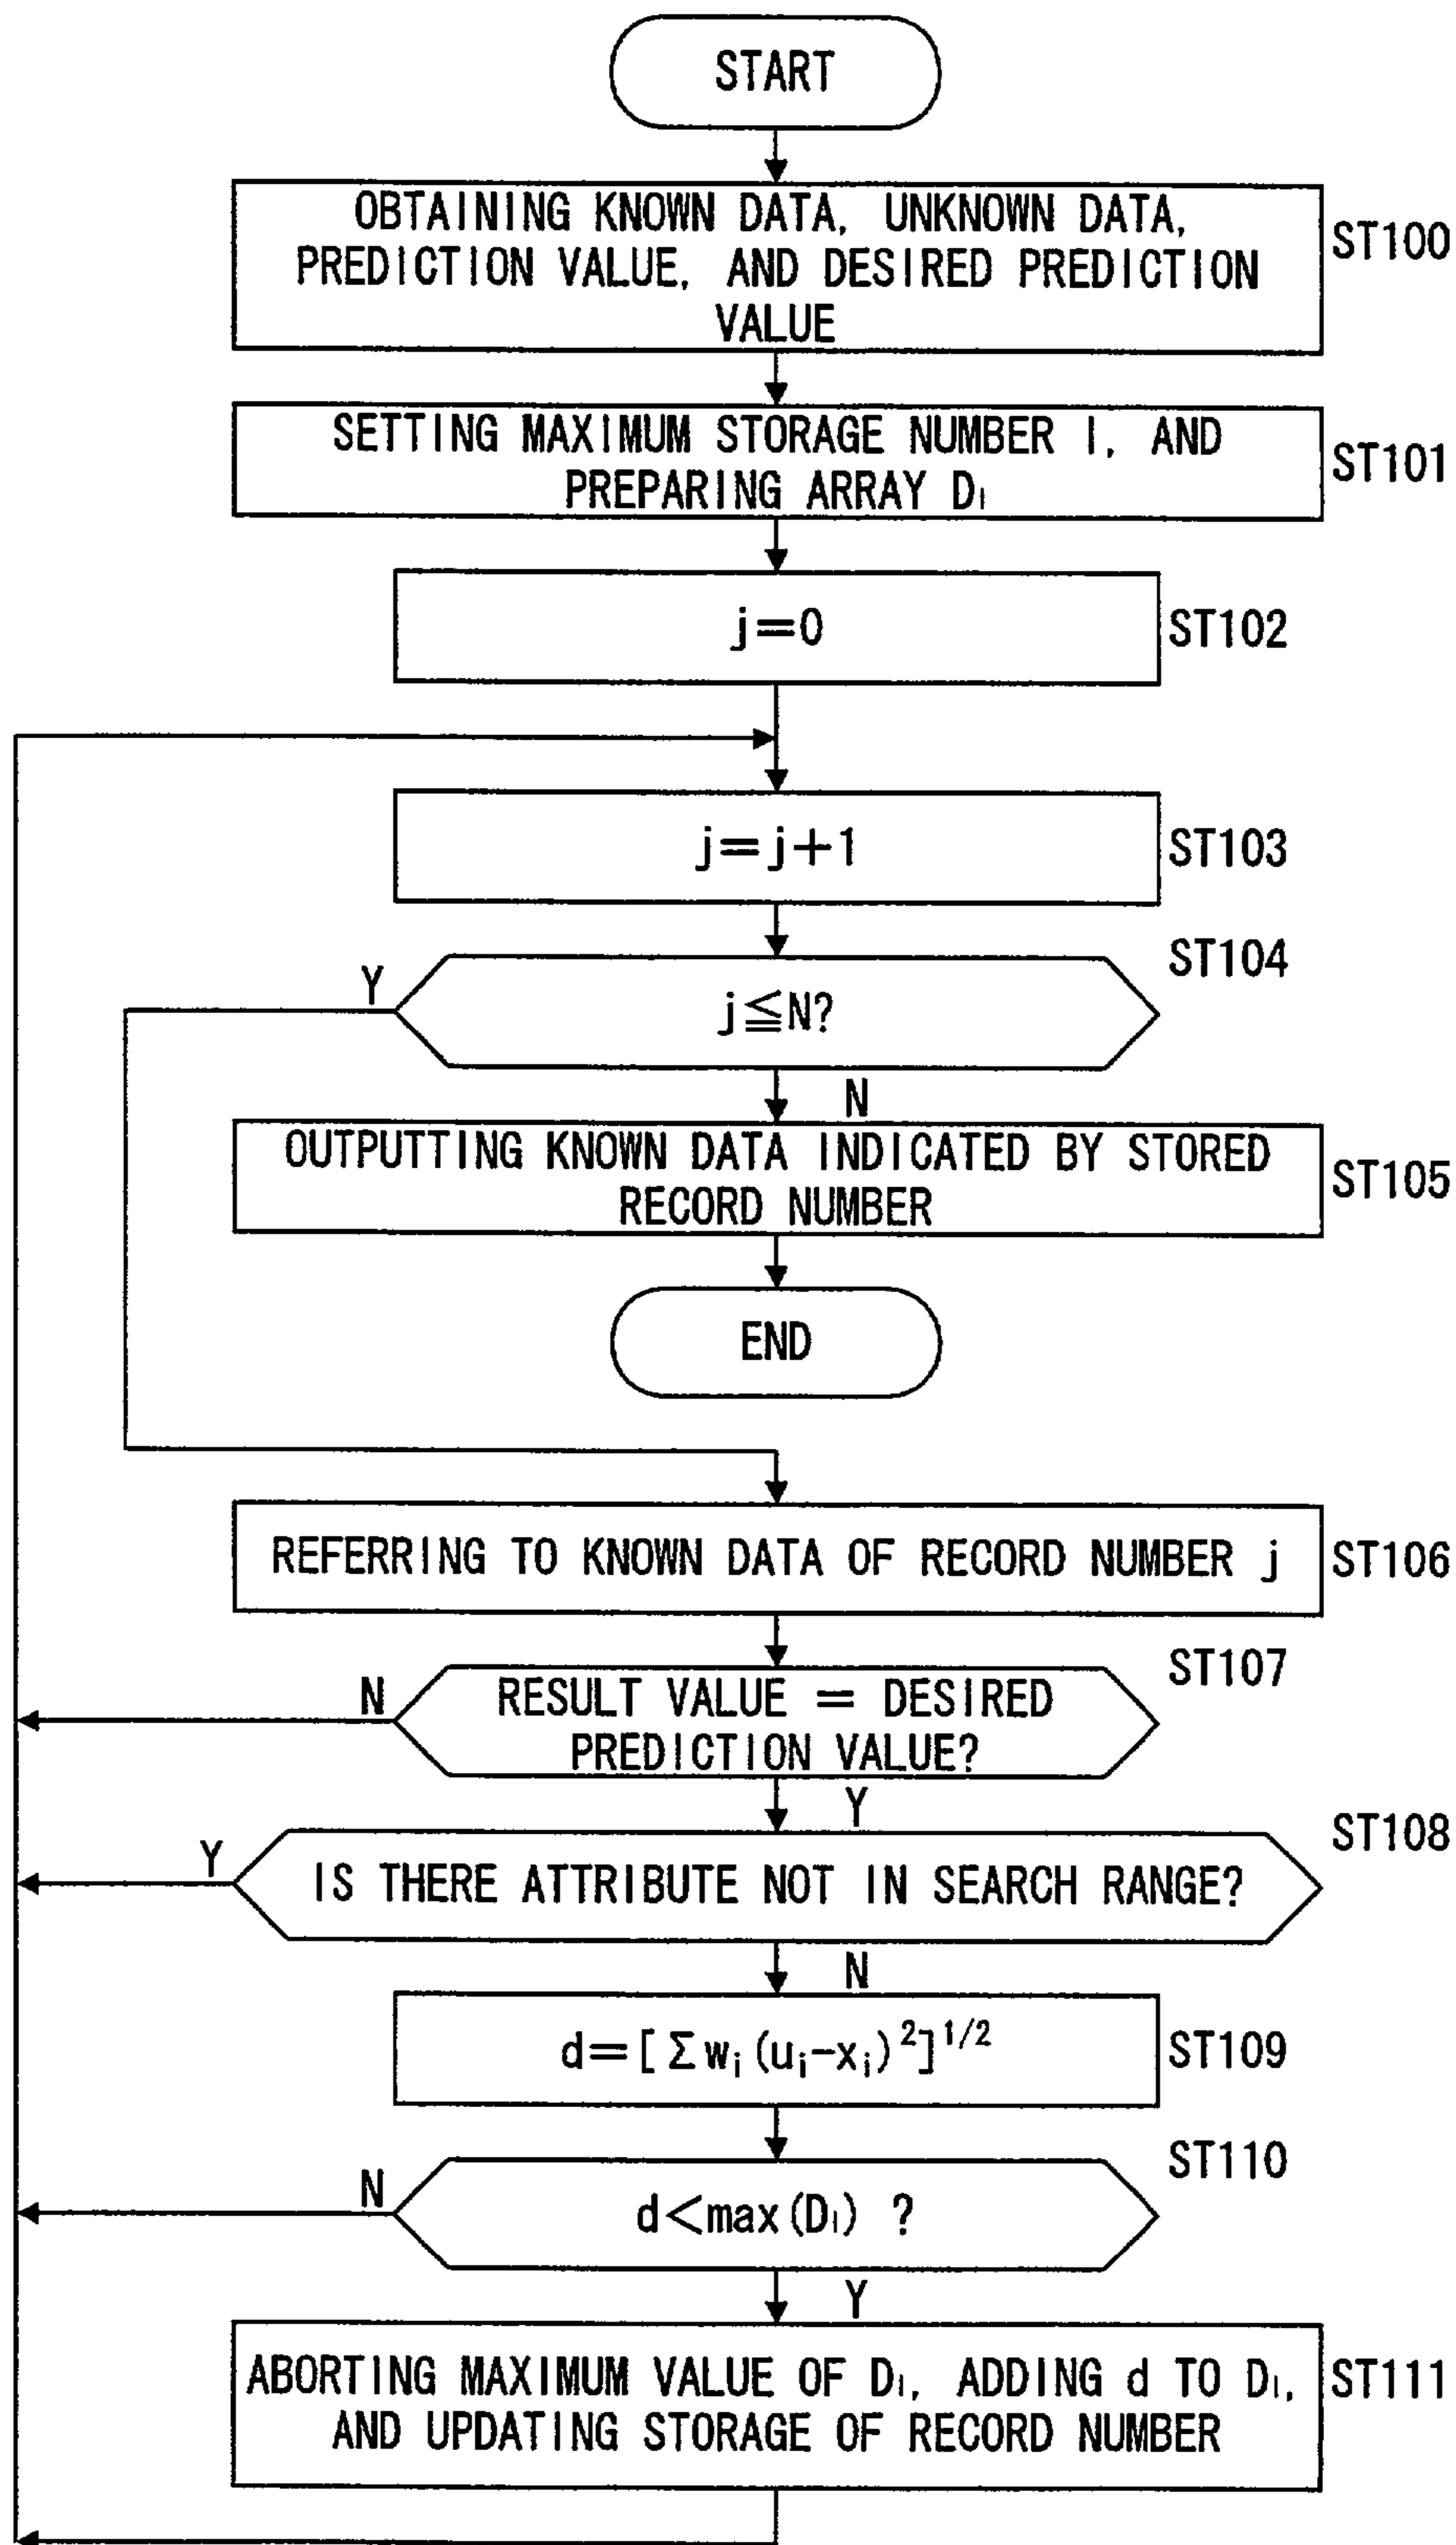 START
OBTAINING KNOWN DATA, UNKNOWN DATA,
PREDICTION VALUE, AND DESIRED PREDICTION
VALUE
ST100
SETTING MAXIMUM STORAGE NUMBER l, AND
PREPARING ARRAY Dₗ
ST101
j=0
ST102
j=j+1
ST103
ST104
Y
j≦N?
N
OUTPUTTING KNOWN DATA INDICATED BY STORED
RECORD NUMBER
ST105
END
REFERRING TO KNOWN DATA OF RECORD NUMBER j
ST106
ST107
N
RESULT VALUE = DESIRED
PREDICTION VALUE?
Y
ST108
Y
IS THERE ATTRIBUTE NOT IN SEARCH RANGE?
N
d=[Σwᵢ(uᵢ-xᵢ)²]¹/²
ST109
ST110
N
d<max(Dₗ) ?
Y
ABORTING MAXIMUM VALUE OF Dₗ, ADDING d TO Dₗ,
AND UPDATING STORAGE OF RECORD NUMBER
ST111